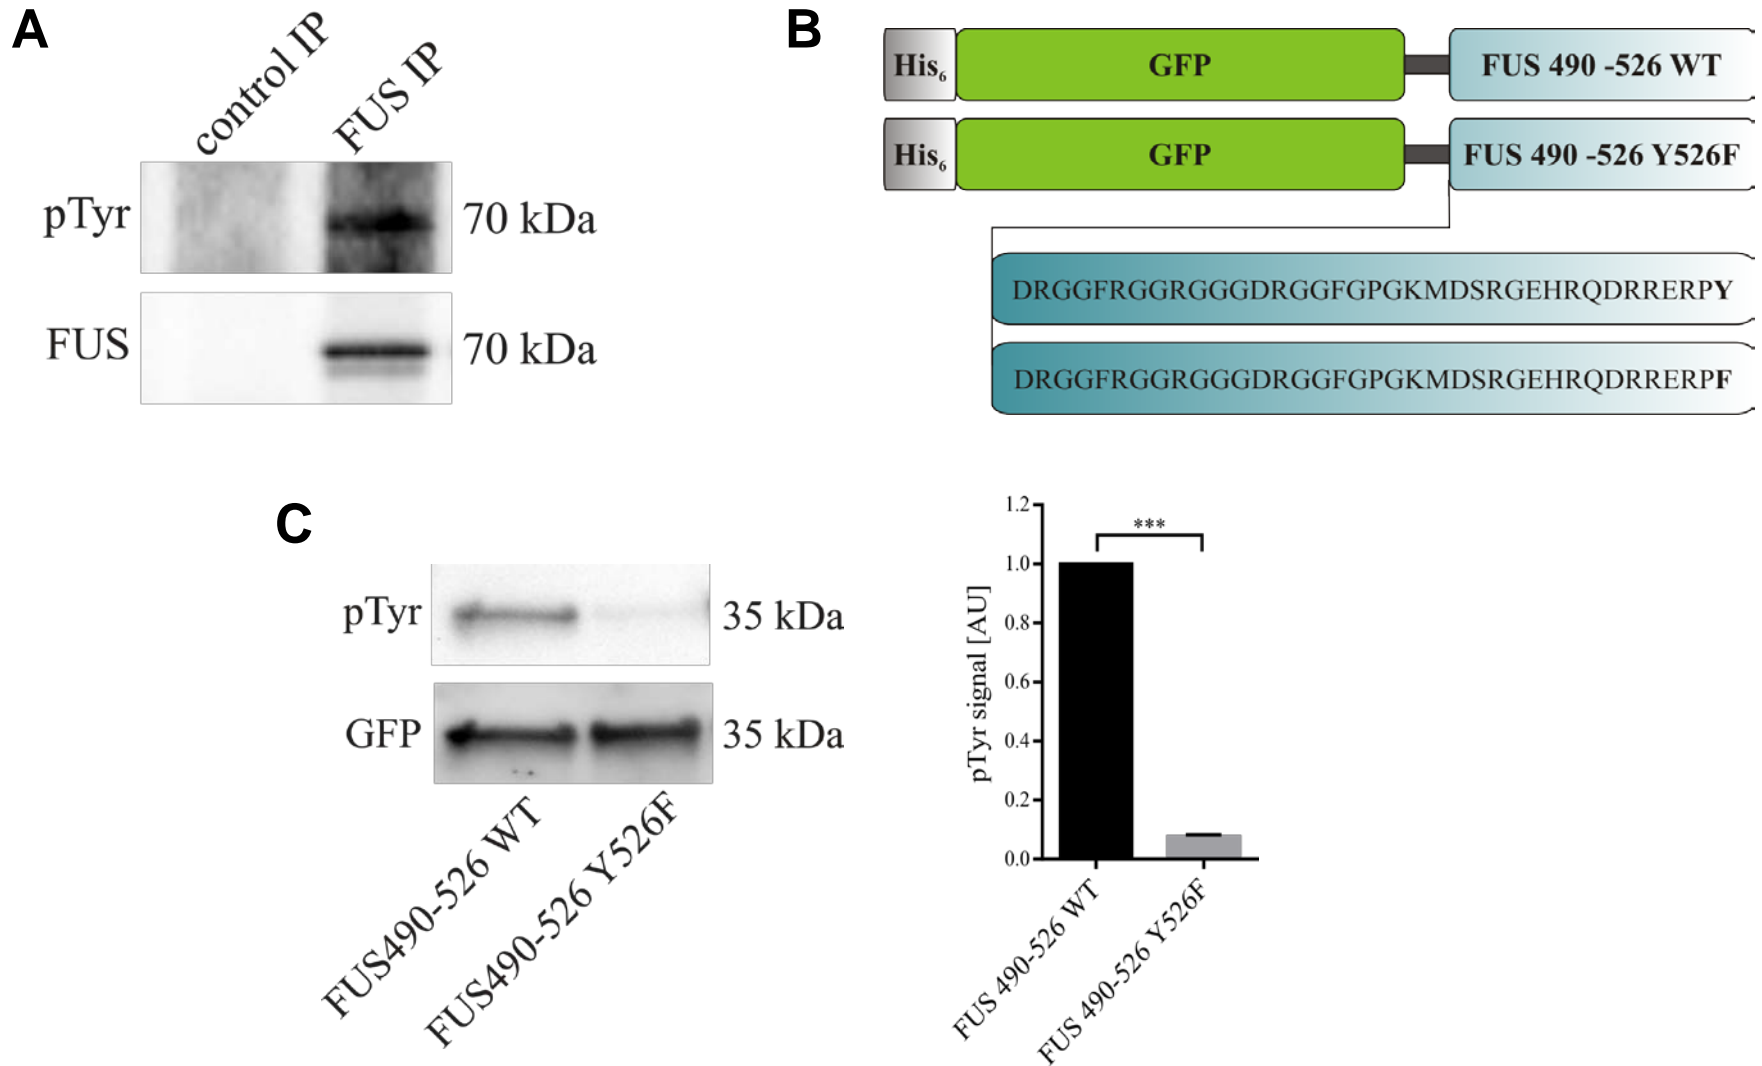 A
control IP
FUS IP
pTyr
70 kDa
FUS
70 kDa
B
His6
GFP
FUS 490 -526 WT
His6
GFP
FUS 490 -526 Y526F
DRGGFRGGRGGGDRGGFGPGKMDSRGEHRQDRRERPY
DRGGFRGGRGGGDRGGFGPGKMDSRGEHRQDRRERPF
C
pTyr
35 kDa
GFP
35 kDa
FUS490-526 WT
FUS490-526 Y526F
pTyr signal [AU]
1.2
1.0
0.8
0.6
0.4
0.2
0.0
***
FUS 490-526 WT
FUS 490-526 Y526F